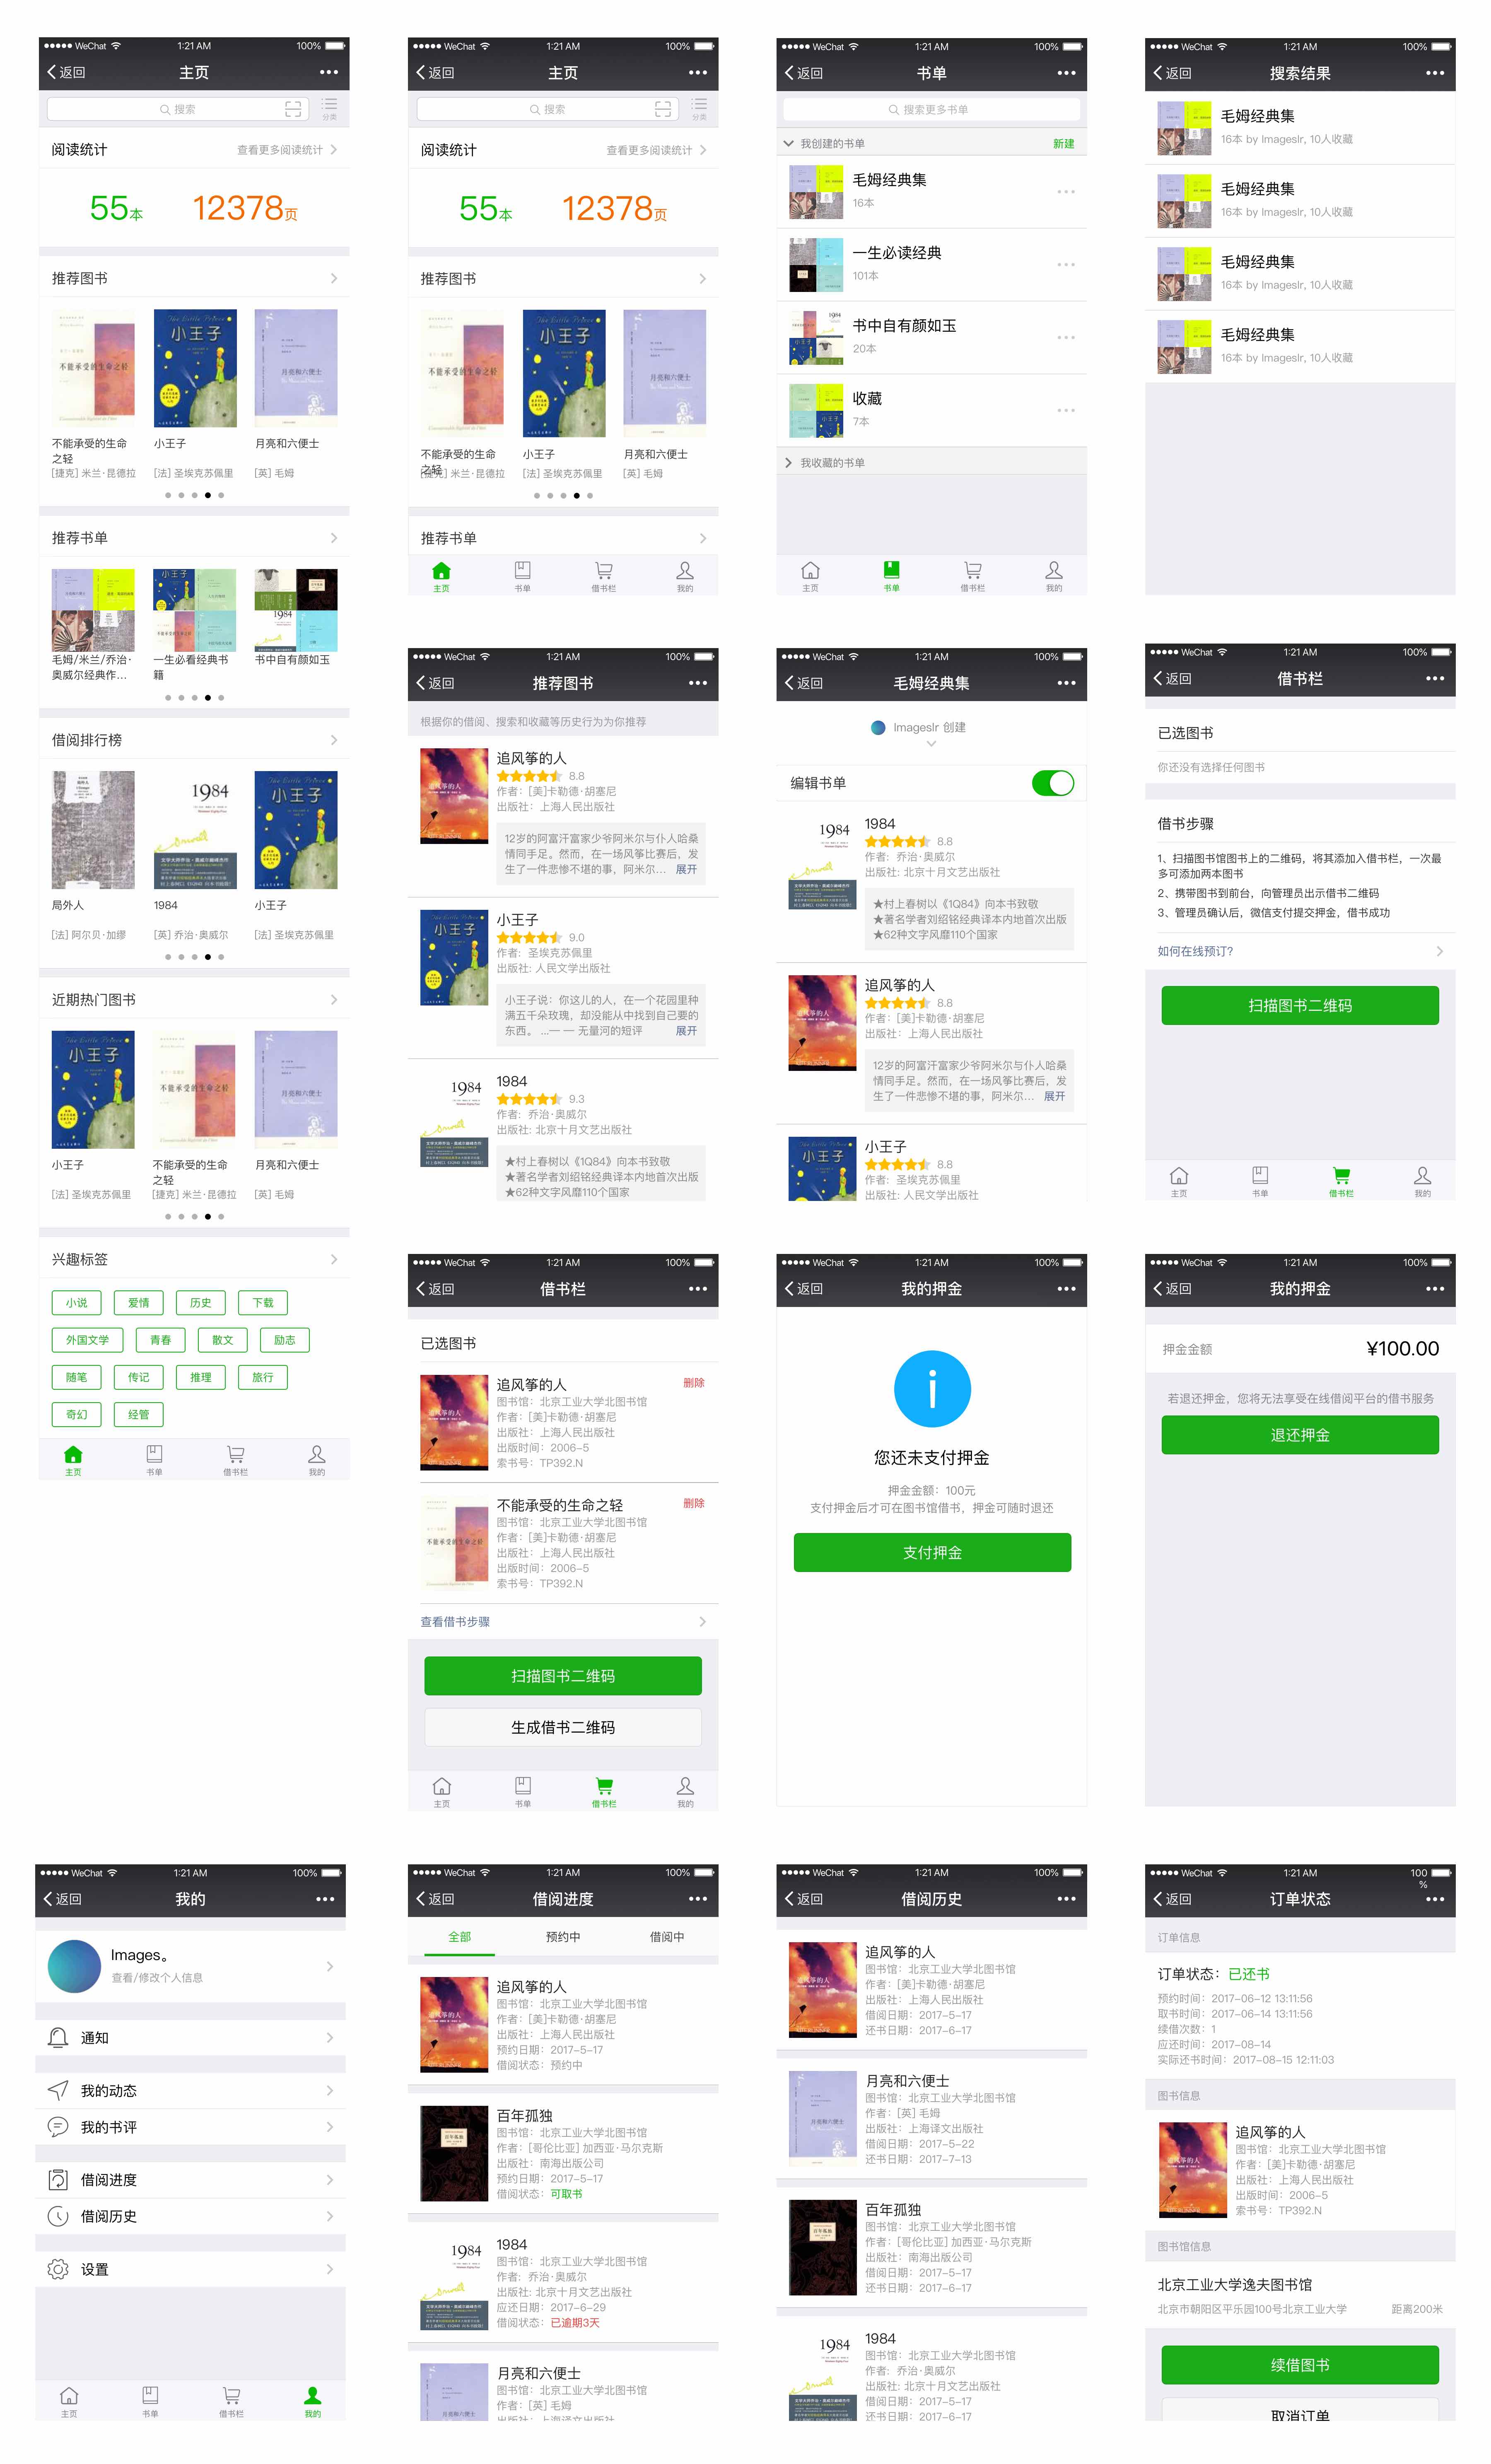 WeChat 1:21 AM 100%
返回 主页
搜索 分类
阅读统计 查看更多阅读统计
55本 12378页
推荐图书
不能承受的生命之轻
小王子
不能承受的生命
之轻
小王子
月亮和六便士
[捷克] 米兰·昆德拉
[法] 圣埃克苏佩里
[英] 毛姆
推荐书单
毛姆/米兰/乔治·
奥威尔经典作...
一生必看经典书
籍
书中自有颜如玉
借阅排行榜
1984
小王子
局外人
1984
小王子
[法] 阿尔贝·加缪
[英] 乔治·奥威尔
[法] 圣埃克苏佩里
近期热门图书
小王子
不能承受的生命之轻
月亮和六便士
小王子
不能承受的生命
之轻
月亮和六便士
[法] 圣埃克苏佩里
[捷克] 米兰·昆德拉
[英] 毛姆
兴趣标签
小说 爱情 历史 下载
外国文学 青春 散文 励志
随笔 传记 推理 旅行
奇幻 经管
主页 书单 借书栏 我的
WeChat 1:21 AM 100%
返回 主页
搜索 分类
阅读统计 查看更多阅读统计
55本 12378页
推荐图书
不能承受的生命之轻
小王子
月亮和六便士
不能承受的生命
之轻
小王子
月亮和六便士
[捷克] 米兰·昆德拉
[法] 圣埃克苏佩里
[英] 毛姆
推荐书单
主页 书单 借书栏 我的
WeChat 1:21 AM 100%
返回 书单
搜索更多书单
我创建的书单 新建
毛姆经典集
16本
一生必读经典
101本
书中自有颜如玉
20本
收藏
7本
我收藏的书单
主页 书单 借书栏 我的
WeChat 1:21 AM 100%
返回 搜索结果
毛姆经典集
16本 by Imageslr, 10人收藏
毛姆经典集
16本 by Imageslr, 10人收藏
毛姆经典集
16本 by Imageslr, 10人收藏
毛姆经典集
16本 by Imageslr, 10人收藏
WeChat 1:21 AM 100%
返回 推荐图书
根据你的借阅、搜索和收藏等历史行为为你推荐
追风筝的人
8.8
作者：[美]卡勒德·胡塞尼
出版社：上海人民出版社
12岁的阿富汗富家少爷阿米尔与仆人哈桑
情同手足。然而，在一场风筝比赛后，发
生了一件悲惨不堪的事，阿米尔... 展开
小王子
9.0
作者：圣埃克苏佩里
出版社: 人民文学出版社
小王子说：你这儿的人，在一个花园里种
满五千朵玫瑰，却没能从中找到自己要的
东西。 ...— — 无量河的短评 展开
1984
9.3
作者: 乔治·奥威尔
出版社: 北京十月文艺出版社
★村上春树以《1Q84》向本书致敬
★著名学者刘绍铭经典译本内地首次出版
★62种文字风靡110个国家
WeChat 1:21 AM 100%
返回 毛姆经典集
Imageslr 创建
编辑书单
1984
8.8
作者: 乔治·奥威尔
出版社: 北京十月文艺出版社
★村上春树以《1Q84》向本书致敬
★著名学者刘绍铭经典译本内地首次出版
★62种文字风靡110个国家
追风筝的人
8.8
作者：[美]卡勒德·胡塞尼
出版社：上海人民出版社
12岁的阿富汗富家少爷阿米尔与仆人哈桑
情同手足。然而，在一场风筝比赛后，发
生了一件悲惨不堪的事，阿米尔... 展开
小王子
8.8
作者: 圣埃克苏佩里
出版社: 人民文学出版社
WeChat 1:21 AM 100%
返回 借书栏
已选图书
你还没有选择任何图书
借书步骤
1、扫描图书馆图书上的二维码，将其添加入借书栏，一次最
多可添加两本图书
2、携带图书到前台，向管理员出示借书二维码
3、管理员确认后，微信支付提交押金，借书成功
如何在线预订?
扫描图书二维码
主页 书单 借书栏 我的
WeChat 1:21 AM 100%
返回 借书栏
已选图书
追风筝的人 删除
图书馆：北京工业大学北图书馆
作者：[美]卡勒德·胡塞尼
出版社：上海人民出版社
出版时间：2006-5
索书号：TP392.N
不能承受的生命之轻 删除
图书馆：北京工业大学北图书馆
作者：[美]卡勒德·胡塞尼
出版社：上海人民出版社
出版时间：2006-5
索书号：TP392.N
查看借书步骤
扫描图书二维码
生成借书二维码
主页 书单 借书栏 我的
WeChat 1:21 AM 100%
返回 我的押金
您还未支付押金
押金金额：100元
支付押金后才可在图书馆借书，押金可随时退还
支付押金
WeChat 1:21 AM 100%
返回 我的押金
押金金额 ¥100.00
若退还押金，您将无法享受在线借阅平台的借书服务
退还押金
WeChat 1:21 AM 100%
返回 我的
Images。
查看/修改个人信息
通知
我的动态
我的书评
借阅进度
借阅历史
设置
主页 书单 借书栏 我的
WeChat 1:21 AM 100%
返回 借阅进度
全部 预约中 借阅中
追风筝的人
图书馆：北京工业大学北图书馆
作者：[美]卡勒德·胡塞尼
出版社：上海人民出版社
预约日期：2017-5-17
借阅状态：预约中
百年孤独
图书馆：北京工业大学北图书馆
作者：[哥伦比亚] 加西亚·马尔克斯
出版社：南海出版公司
预约日期：2017-5-17
借阅状态：可取书
1984
图书馆：北京工业大学北图书馆
作者: 乔治·奥威尔
出版社: 北京十月文艺出版社
应还日期：2017-6-29
借阅状态：已逾期3天
月亮和六便士
图书馆：北京工业大学北图书馆
作者：[英] 毛姆
出版社：上海译文出版社
WeChat 1:21 AM 100%
返回 借阅历史
追风筝的人
图书馆：北京工业大学北图书馆
作者：[美]卡勒德·胡塞尼
出版社：上海人民出版社
借阅日期：2017-5-17
还书日期：2017-6-17
月亮和六便士
图书馆：北京工业大学北图书馆
作者：[英] 毛姆
出版社：上海译文出版社
借阅日期：2017-5-22
还书日期：2017-7-13
百年孤独
图书馆：北京工业大学北图书馆
作者：[哥伦比亚] 加西亚·马尔克斯
出版社：南海出版公司
借阅日期：2017-5-17
还书日期：2017-6-17
1984
图书馆：北京工业大学北图书馆
作者: 乔治·奥威尔
出版社: 北京十月文艺出版社
借阅日期：2017-5-17
还书日期：2017-6-17
WeChat 1:21 AM 100
%
返回 订单状态
订单信息
订单状态：已还书
预约时间：2017-06-12 13:11:56
取书时间：2017-06-14 13:11:56
续借次数：1
应还时间：2017-08-14
实际还书时间：2017-08-15 12:11:03
图书信息
追风筝的人
图书馆：北京工业大学北图书馆
作者：[美]卡勒德·胡塞尼
出版社：上海人民出版社
出版时间：2006-5
索书号：TP392.N
图书馆信息
北京工业大学逸夫图书馆
北京市朝阳区平乐园100号北京工业大学 距离200米
续借图书
取消订单